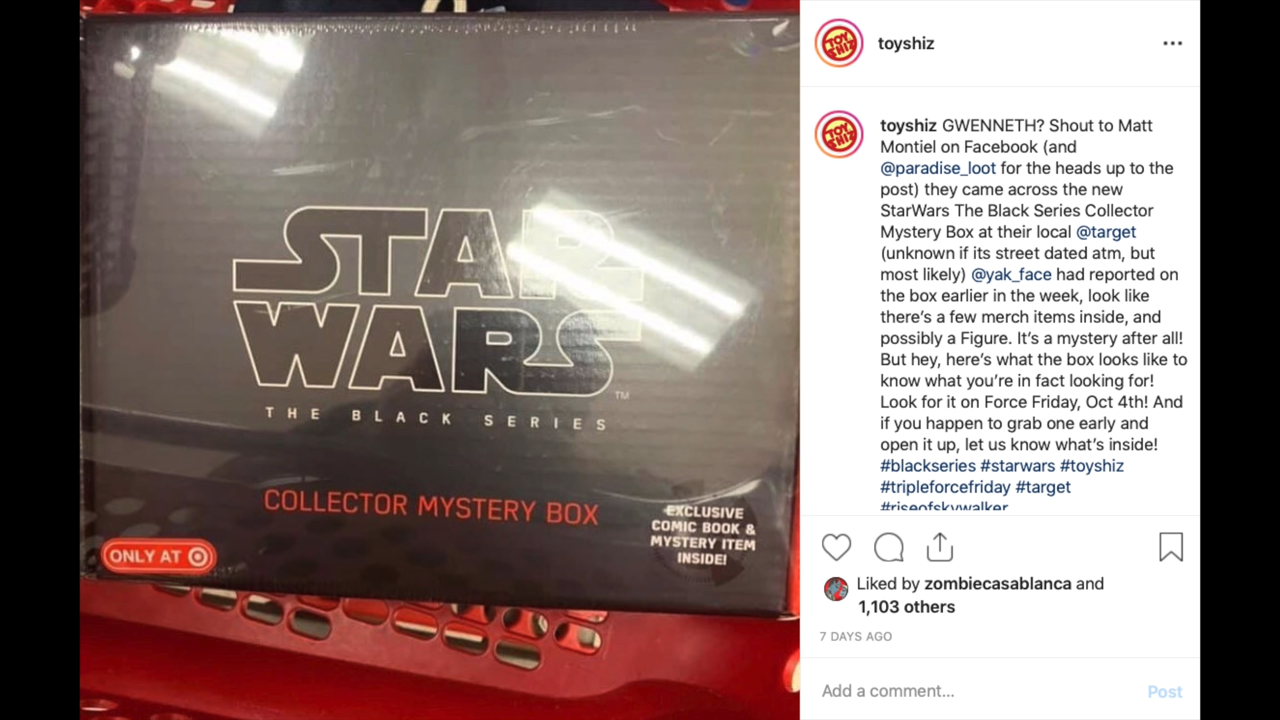 STAR
WARS
TM
THE BLACK SERIES
COLLECTOR MYSTERY BOX
EXCLUSIVE
COMIC BOOK &
MYSTERY ITEM
INSIDE!
ONLY AT
TOY
SHIZ
toyshiz
TOY
SHIZ
toyshiz GWENNETH? Shout to Matt
Montiel on Facebook (and
@paradise_loot for the heads up to the
post) they came across the new
StarWars The Black Series Collector
Mystery Box at their local @target
(unknown if its street dated atm, but
most likely) @yak_face had reported on
the box earlier in the week, look like
there's a few merch items inside, and
possibly a Figure. It's a mystery after all!
But hey, here's what the box looks like to
know what you're in fact looking for!
Look for it on Force Friday, Oct 4th! And
if you happen to grab one early and
open it up, let us know what's inside!
#blackseries #starwars #toyshiz
#tripleforcefriday #target
#riseofskywalker
Liked by zombiecasablanca and
1,103 others
7 DAYS AGO
Add a comment... Post